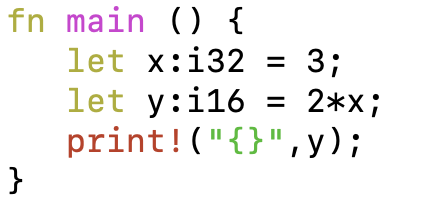 fn main () {
   let x:i32 = 3;
   let y:i16 = 2*x;
   print!("{}",y);
}